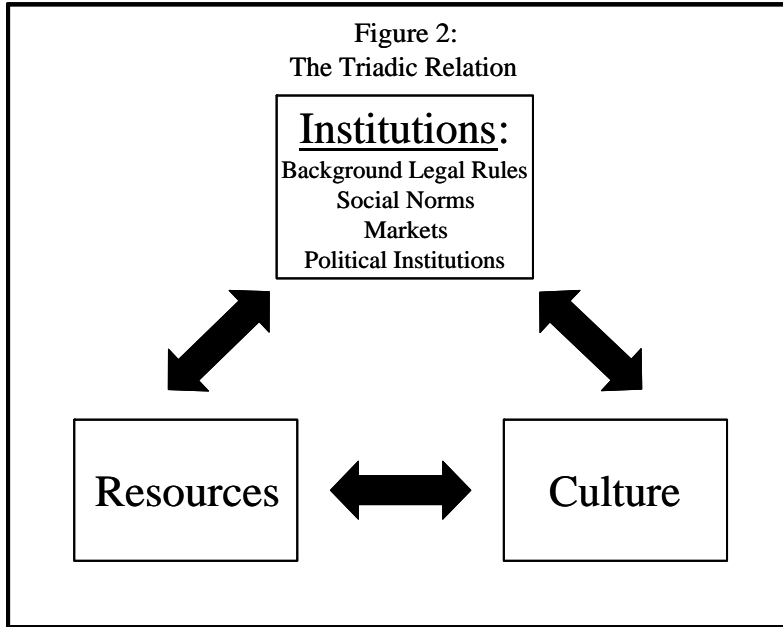 Figure 2:
The Triadic Relation
Institutions:
Background Legal Rules
Social Norms
Markets
Political Institutions
Resources
Culture